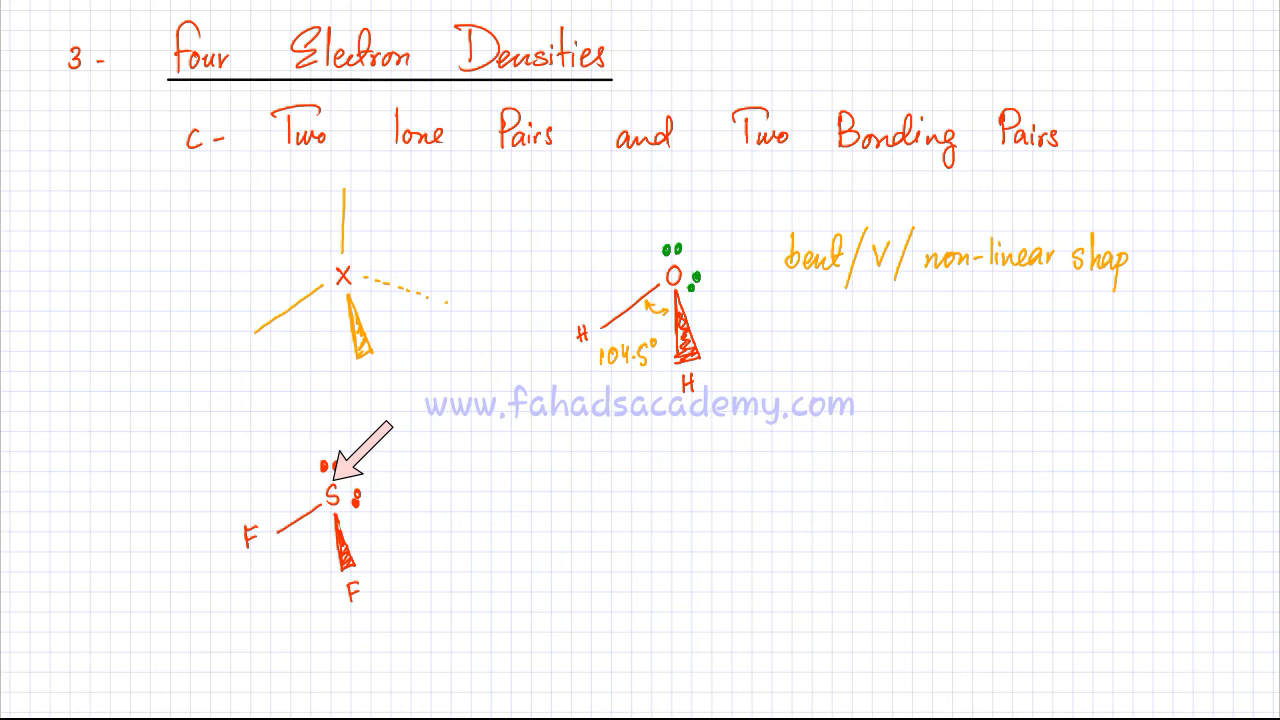 3 - Four Electron Densities
c - Two lone Pairs and Two Bonding Pairs
X
O
H
104.5°
H
bent/V/non-linear shap
www.fahadsacademy.com
S
F
F